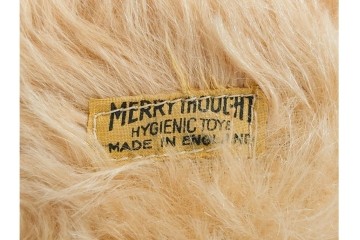 MERRYTHOUGHT
HYGIENIC TOYS
MADE IN ENGLAND